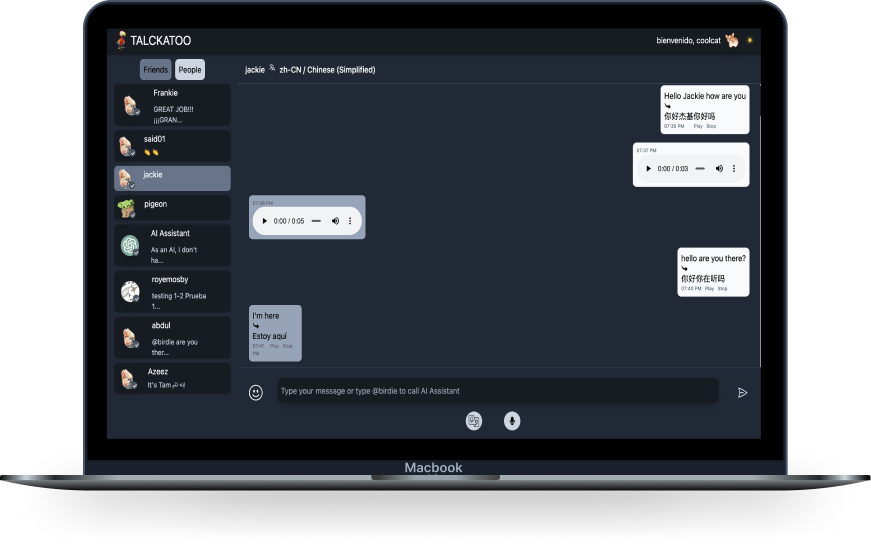 TALCKATOO
bienvenido, coolcat
Friends
People
jackie
zh-CN / Chinese (Simplified)
Frankie
GREAT JOB!!!
¡¡¡GRAN...
said01
jackie
pigeon
AI Assistant
As an AI, I don't
ha...
royemosby
testing 1-2 Prueba
1...
abdul
@birdie are you
ther...
Azeez
It's Tam
Hello Jackie how are you
你好杰基你好吗
07:35 PM Play Stop
07:37 PM
0:00 / 0:03
07:38 PM
0:00 / 0:05
hello are you there?
你好你在听吗
07:40 PM Play Stop
I'm here
Estoy aquí
07:41 Play Stop
PM
Type your message or type @birdie to call AI Assistant
Macbook